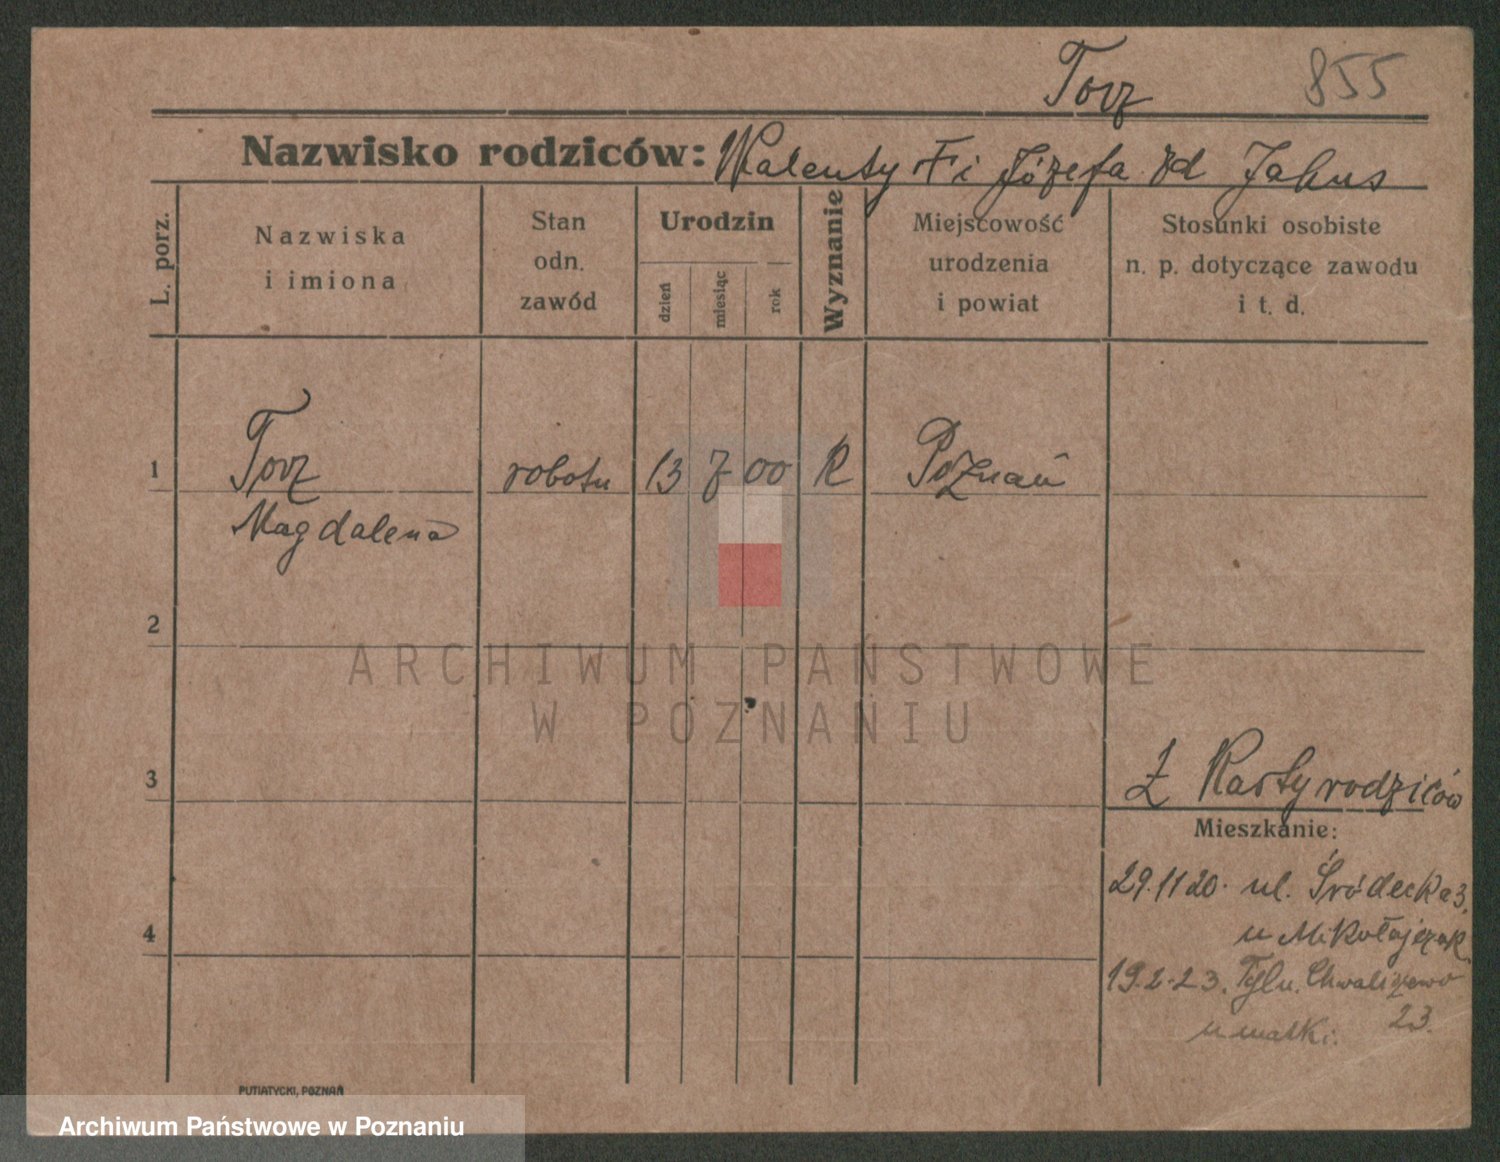 Torz 855
Nazwisko rodziców: Walenty + i Józefa zd Jakus
L. porz.
Nazwiska
i imiona
Stan
odn.
zawód
Urodzin
dzień
miesiąc
rok
Wyznanie
Miejscowość
urodzenia
i powiat
Stosunki osobiste
n. p. dotyczące zawodu
i t. d.
1 Torz robotn 13 7 00 R Poznań
Magdalena
2
3 Z Karty rodziców
Mieszkanie:
29.11 20. ul. Śródecka 3.
4 u Mikołajczak
19.2.23. Tyln. Chwaliszewo
23.
u matki.
PUTIATYCKI, POZNAŃ
ARCHIWUM PAŃSTWOWE
W POZNANIU
Archiwum Państwowe w Poznaniu